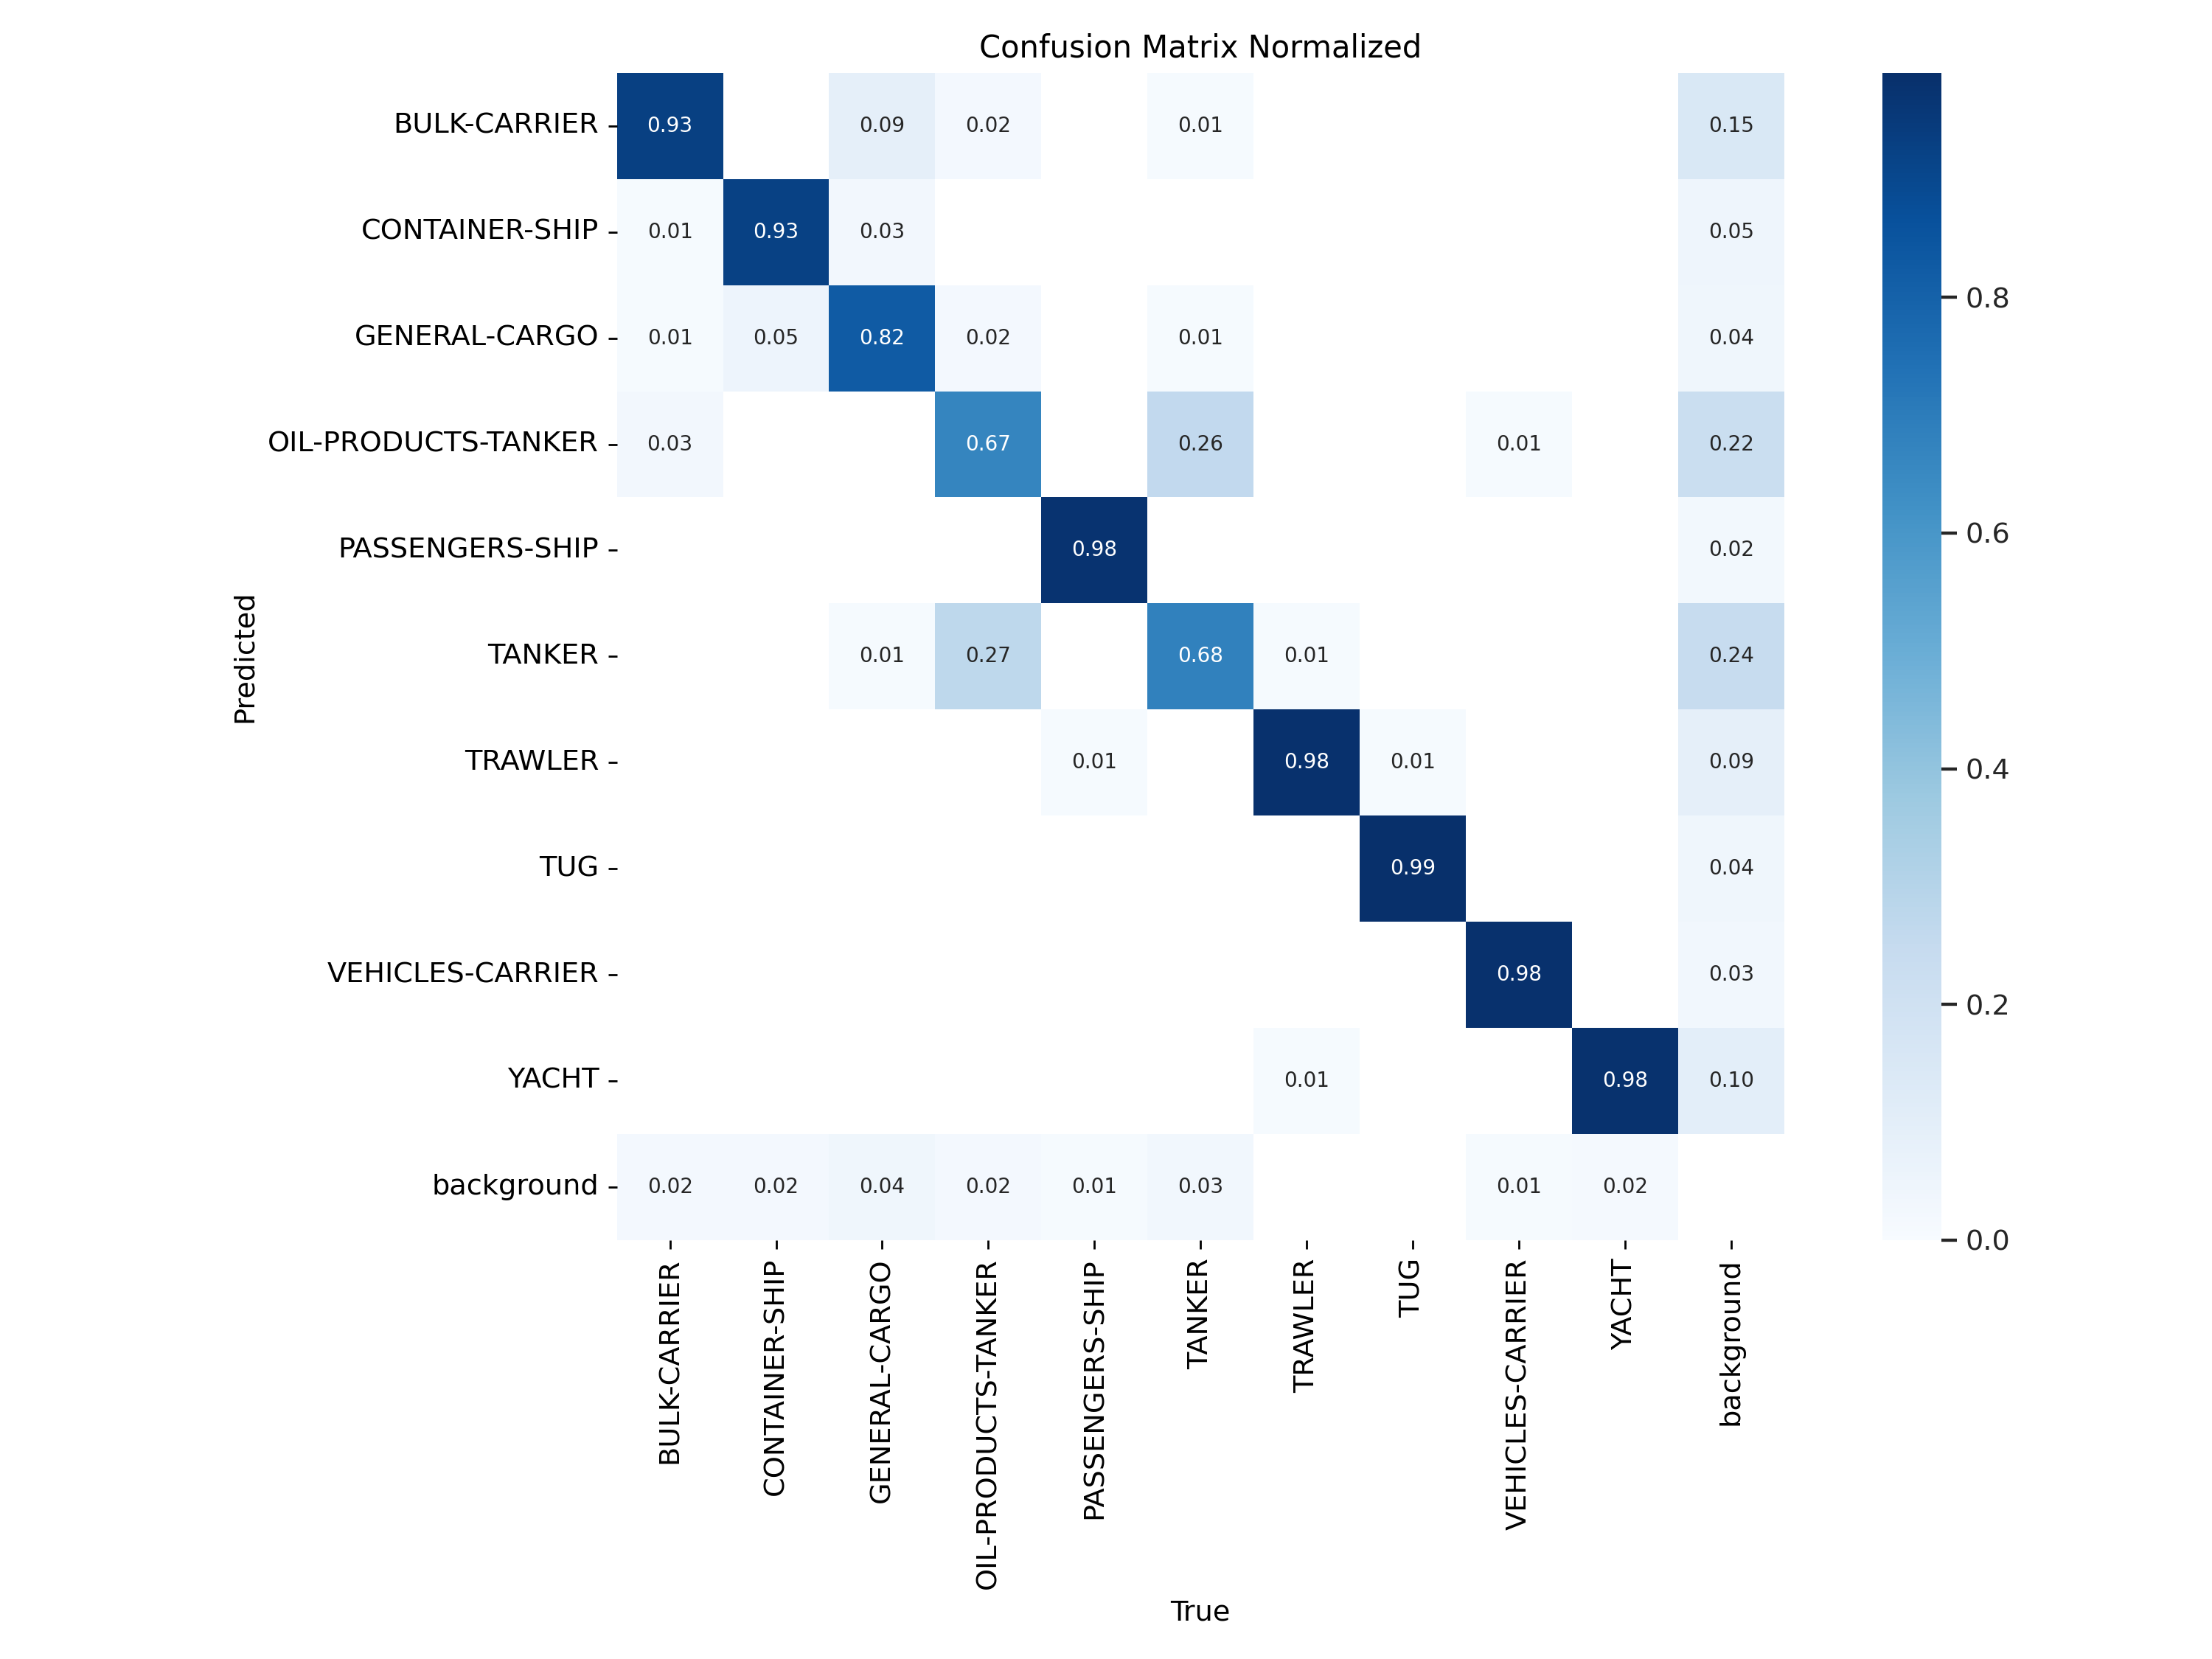 Confusion Matrix Normalized
BULK-CARRIER 0.93 0.09 0.02 0.01 0.15
CONTAINER-SHIP 0.01 0.93 0.03 0.05
GENERAL-CARGO 0.01 0.05 0.82 0.02 0.01 0.04
OIL-PRODUCTS-TANKER 0.03 0.67 0.26 0.01 0.22
PASSENGERS-SHIP 0.98 0.02
TANKER 0.01 0.27 0.68 0.01 0.24
TRAWLER 0.01 0.98 0.01 0.09
TUG 0.99 0.04
VEHICLES-CARRIER 0.98 0.03
YACHT 0.01 0.98 0.10
background 0.02 0.02 0.04 0.02 0.01 0.03 0.01 0.02
Predicted
BULK-CARRIER
CONTAINER-SHIP
GENERAL-CARGO
OIL-PRODUCTS-TANKER
PASSENGERS-SHIP
TANKER
TRAWLER
TUG
VEHICLES-CARRIER
YACHT
background
True
0.8
0.6
0.4
0.2
0.0